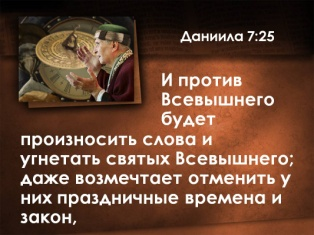 Даниила 7:25
И против
Всевышнего
будет
произносить слова и
угнетать святых Всевышнего;
даже возмечтает отменить у
них праздничные времена и
закон,